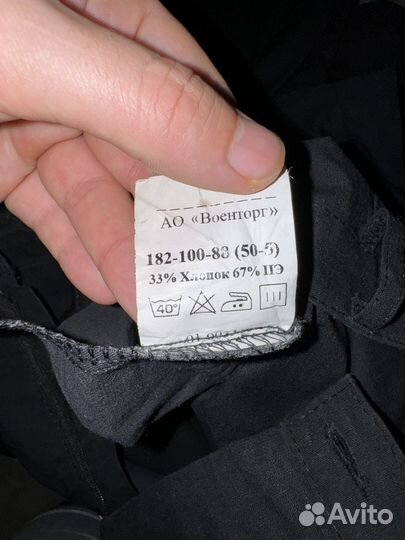 АО «Военторг»
182-100-88 (50-5)
33% Хлопок 67% ПЭ
40°
Avito